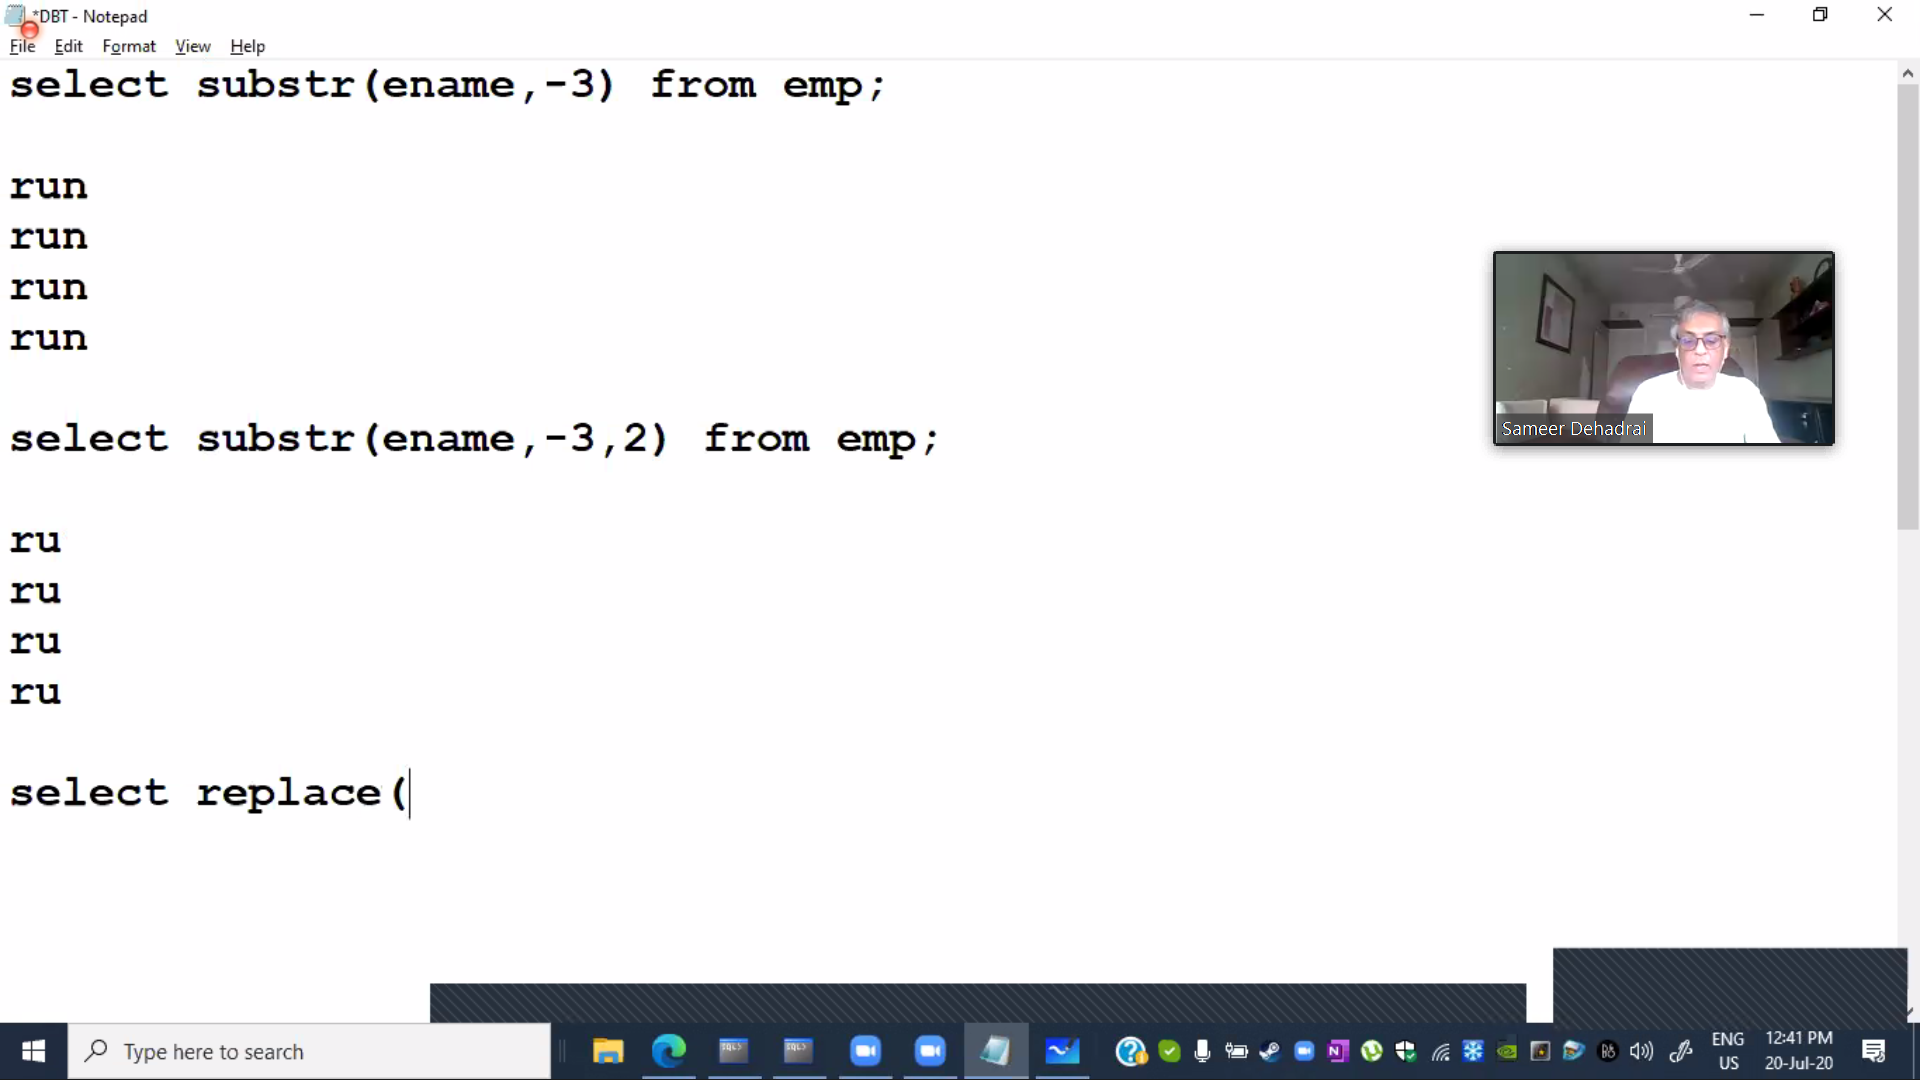 *DBT - Notepad
File Edit Format View Help
select substr(ename,-3) from emp;
run
run
run
run
select substr(ename,-3,2) from emp;
ru
ru
ru
ru
select replace(
Sameer Dehadrai
Type here to search
ENG
US
12:41 PM
20-Jul-20